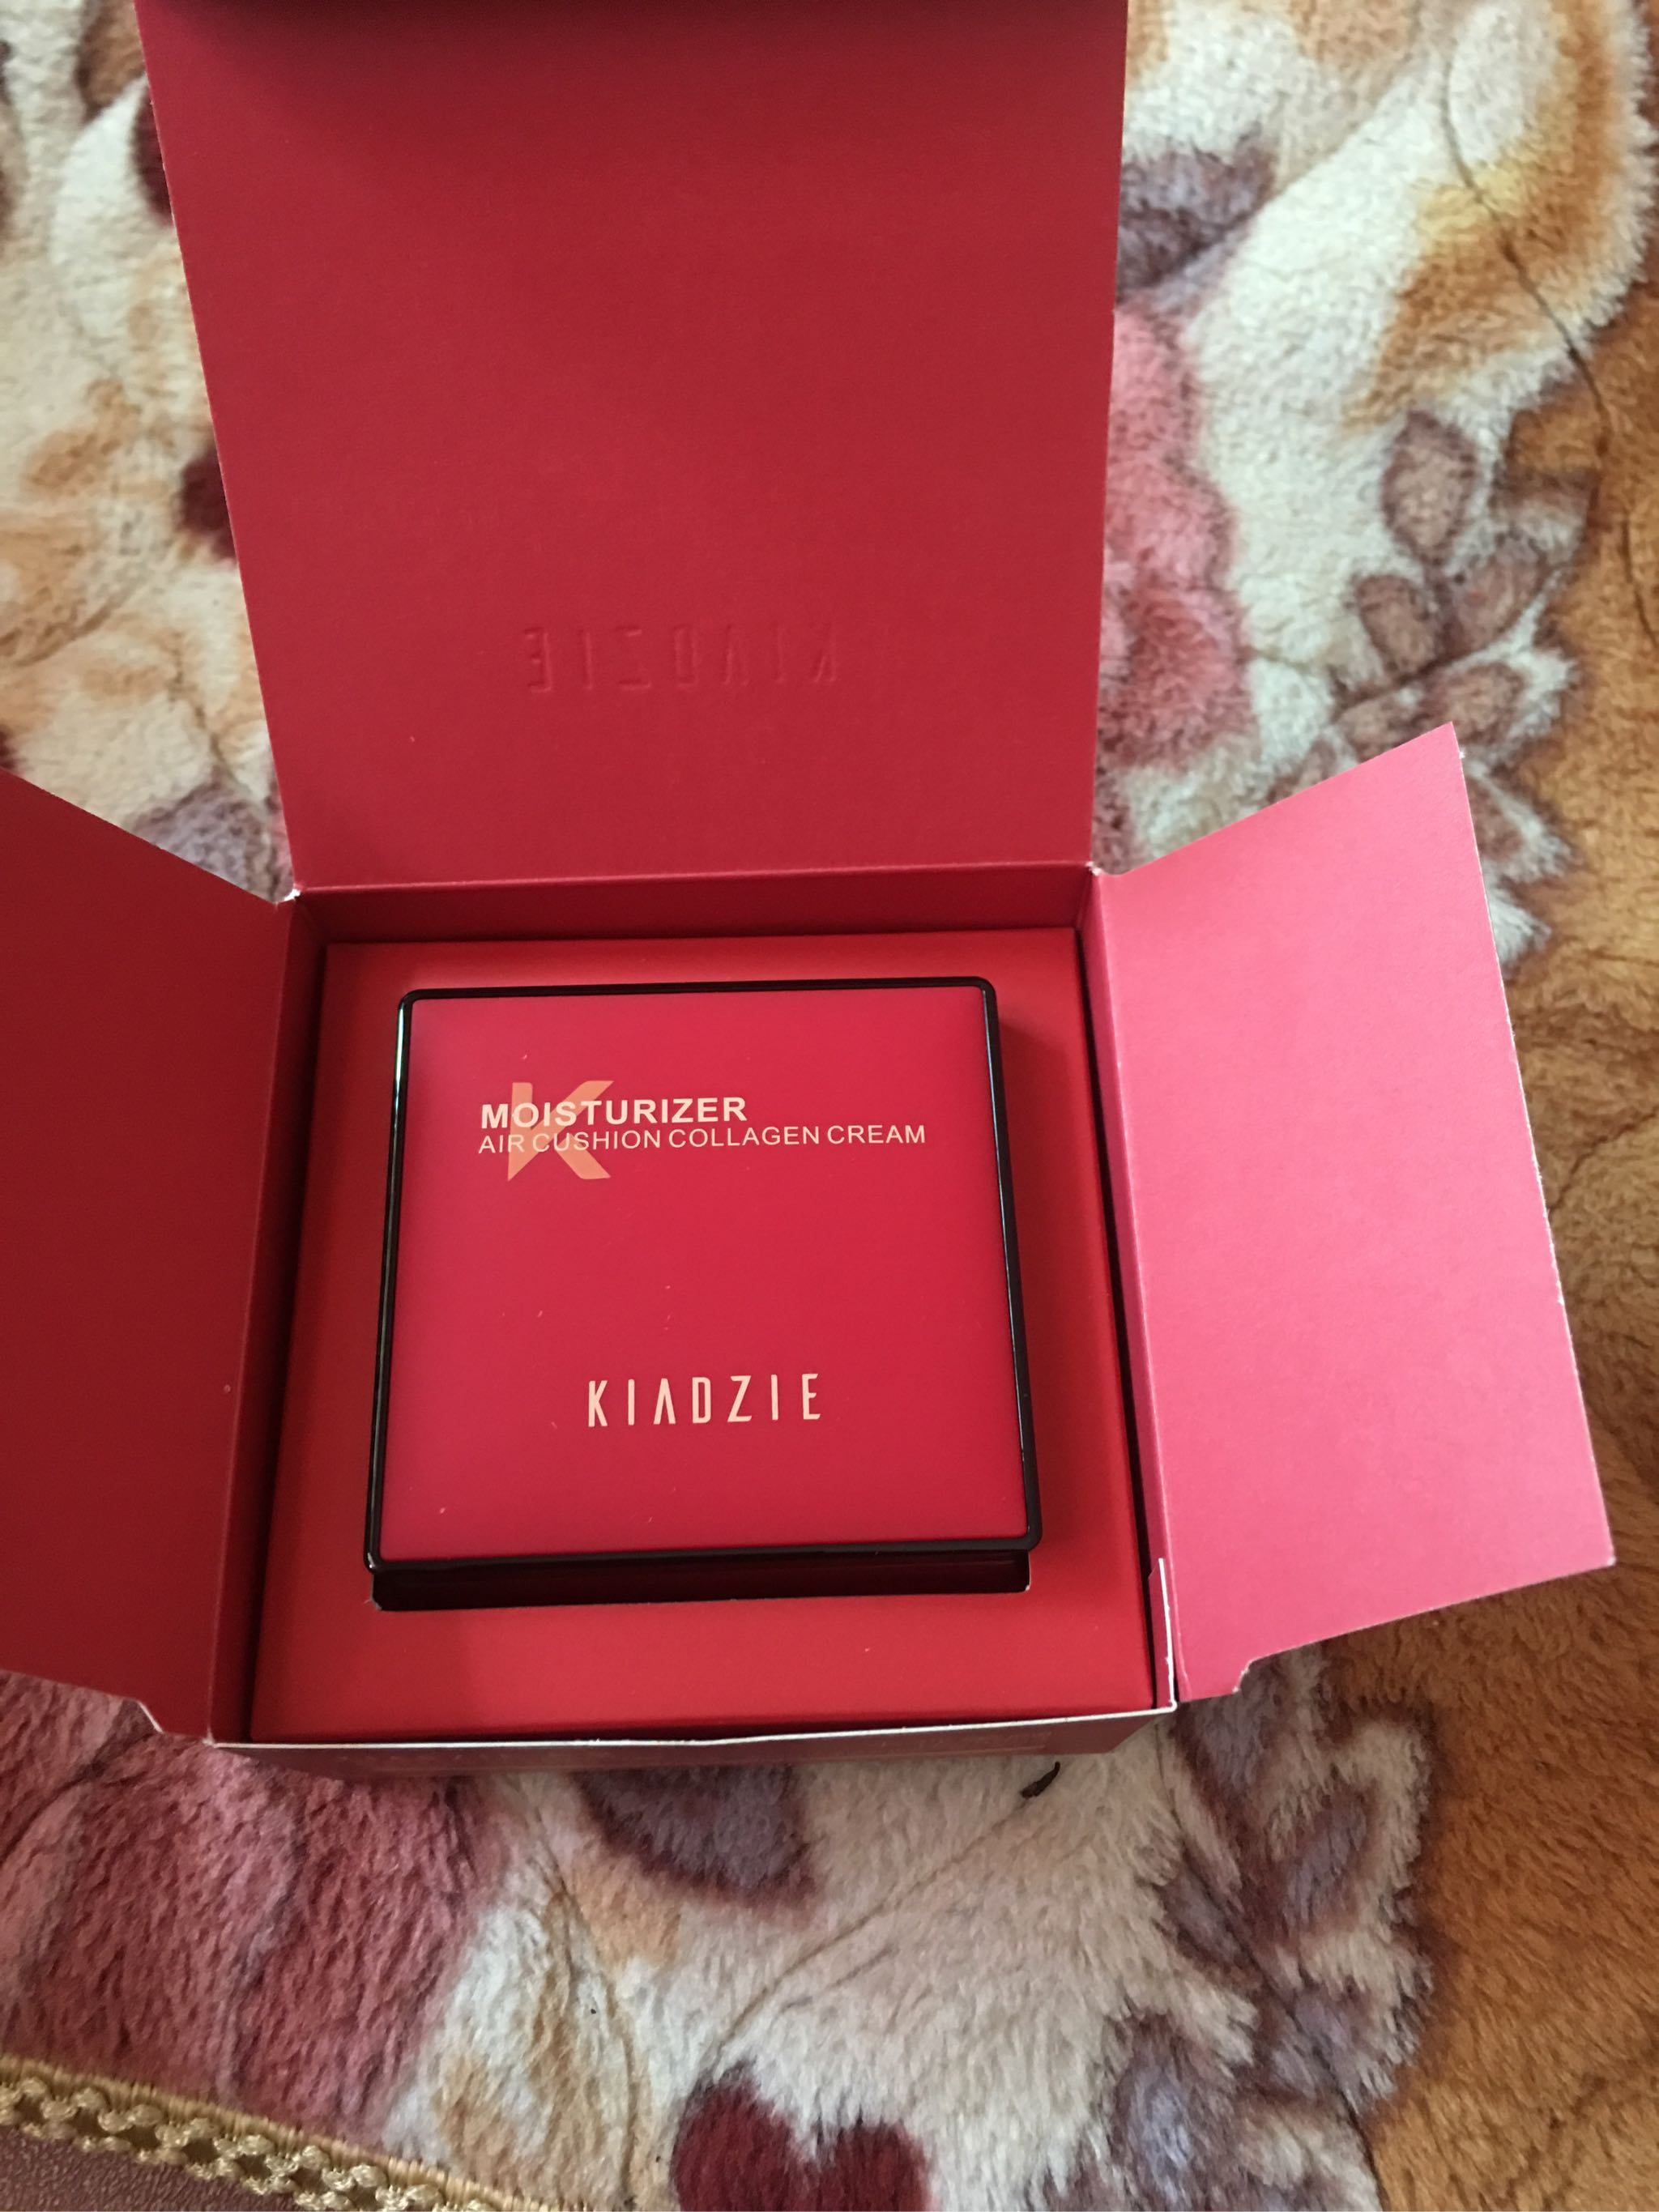 KIADZIE
K
MOISTURIZER
AIR CUSHION COLLAGEN CREAM
KIADZIE